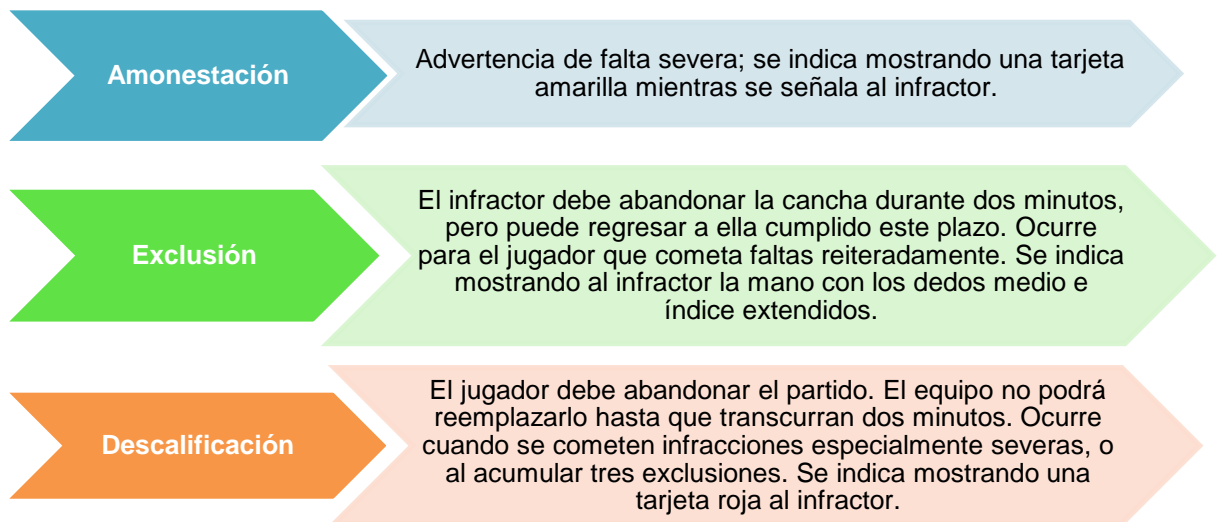 Amonestación
Advertencia de falta severa; se indica mostrando una tarjeta
amarilla mientras se señala al infractor.
Exclusión
El infractor debe abandonar la cancha durante dos minutos,
pero puede regresar a ella cumplido este plazo. Ocurre
para el jugador que cometa faltas reiteradamente. Se indica
mostrando al infractor la mano con los dedos medio e
índice extendidos.
Descalificación
El jugador debe abandonar el partido. El equipo no podrá
reemplazarlo hasta que transcurran dos minutos. Ocurre
cuando se cometen infracciones especialmente severas, o
al acumular tres exclusiones. Se indica mostrando una
tarjeta roja al infractor.